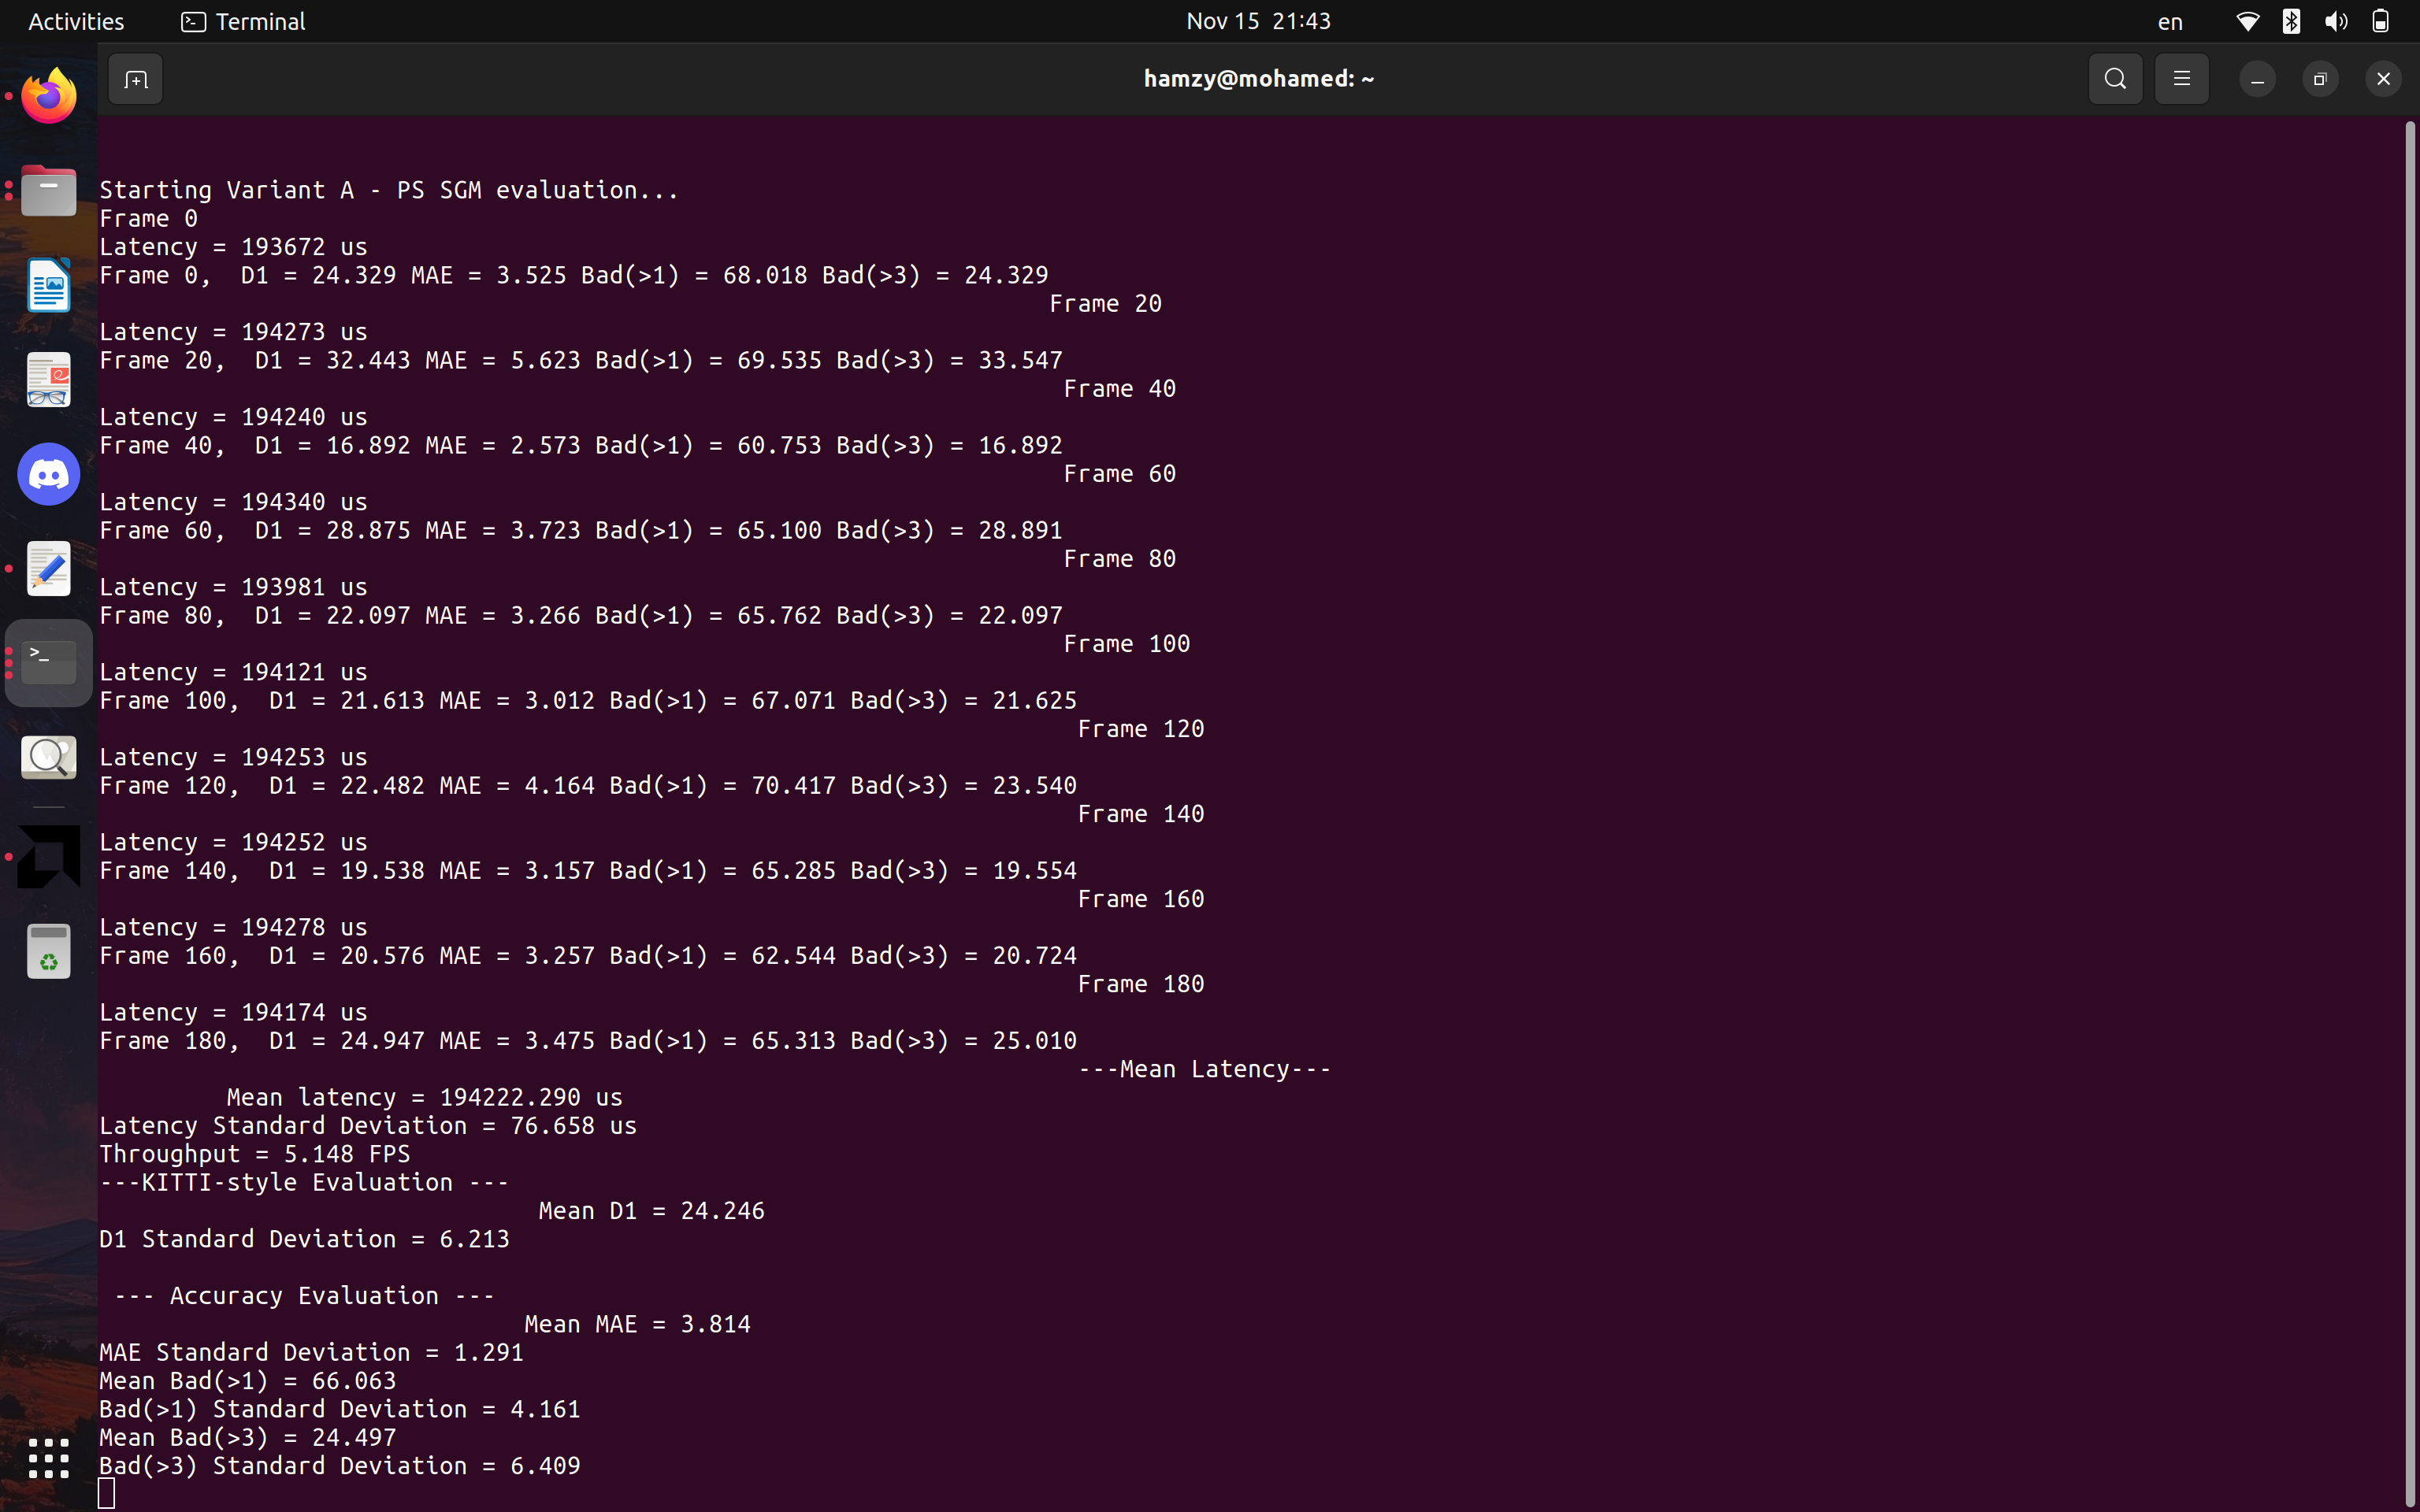 Activities Terminal Nov 15 21:43 en
hamzy@mohamed: ~
Starting Variant A - PS SGM evaluation...
Frame 0
Latency = 193672 us
Frame 0,  D1 = 24.329 MAE = 3.525 Bad(>1) = 68.018 Bad(>3) = 24.329
Frame 20
Latency = 194273 us
Frame 20,  D1 = 32.443 MAE = 5.623 Bad(>1) = 69.535 Bad(>3) = 33.547
Frame 40
Latency = 194240 us
Frame 40,  D1 = 16.892 MAE = 2.573 Bad(>1) = 60.753 Bad(>3) = 16.892
Frame 60
Latency = 194340 us
Frame 60,  D1 = 28.875 MAE = 3.723 Bad(>1) = 65.100 Bad(>3) = 28.891
Frame 80
Latency = 193981 us
Frame 80,  D1 = 22.097 MAE = 3.266 Bad(>1) = 65.762 Bad(>3) = 22.097
Frame 100
Latency = 194121 us
Frame 100,  D1 = 21.613 MAE = 3.012 Bad(>1) = 67.071 Bad(>3) = 21.625
Frame 120
Latency = 194253 us
Frame 120,  D1 = 22.482 MAE = 4.164 Bad(>1) = 70.417 Bad(>3) = 23.540
Frame 140
Latency = 194252 us
Frame 140,  D1 = 19.538 MAE = 3.157 Bad(>1) = 65.285 Bad(>3) = 19.554
Frame 160
Latency = 194278 us
Frame 160,  D1 = 20.576 MAE = 3.257 Bad(>1) = 62.544 Bad(>3) = 20.724
Frame 180
Latency = 194174 us
Frame 180,  D1 = 24.947 MAE = 3.475 Bad(>1) = 65.313 Bad(>3) = 25.010
---Mean Latency---
Mean latency = 194222.290 us
Latency Standard Deviation = 76.658 us
Throughput = 5.148 FPS
---KITTI-style Evaluation ---
Mean D1 = 24.246
D1 Standard Deviation = 6.213
--- Accuracy Evaluation ---
Mean MAE = 3.814
MAE Standard Deviation = 1.291
Mean Bad(>1) = 66.063
Bad(>1) Standard Deviation = 4.161
Mean Bad(>3) = 24.497
Bad(>3) Standard Deviation = 6.409